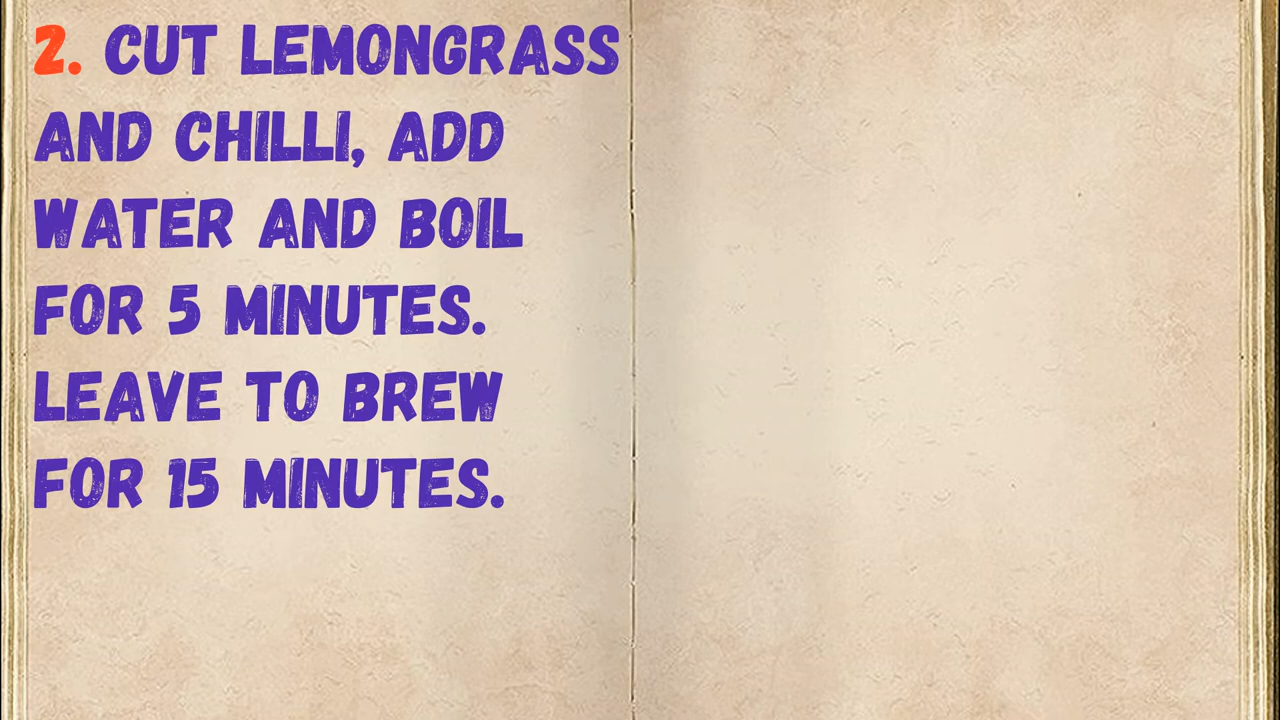 2. CUT LEMONGRASS
AND CHILLI, ADD
WATER AND BOIL
FOR 5 MINUTES.
LEAVE TO BREW
FOR 15 MINUTES.